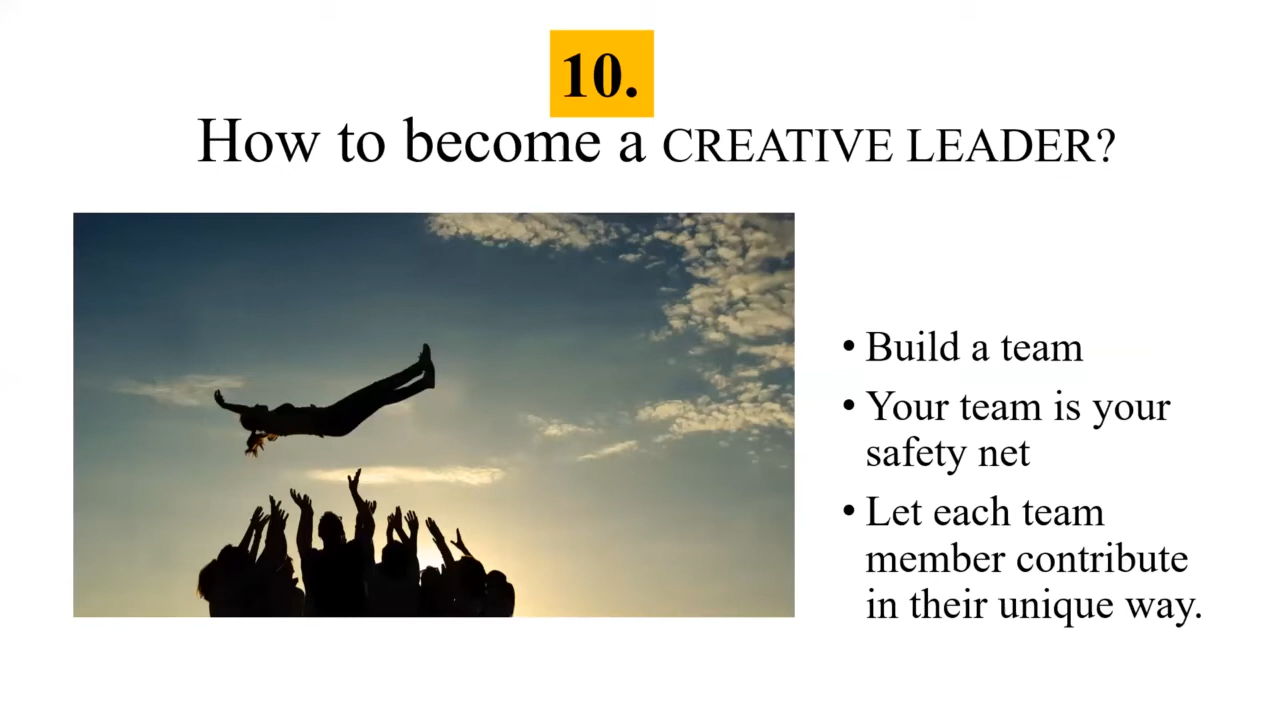 10.
How to become a CREATIVE LEADER?
• Build a team
• Your team is your
safety net
• Let each team
member contribute
in their unique way.